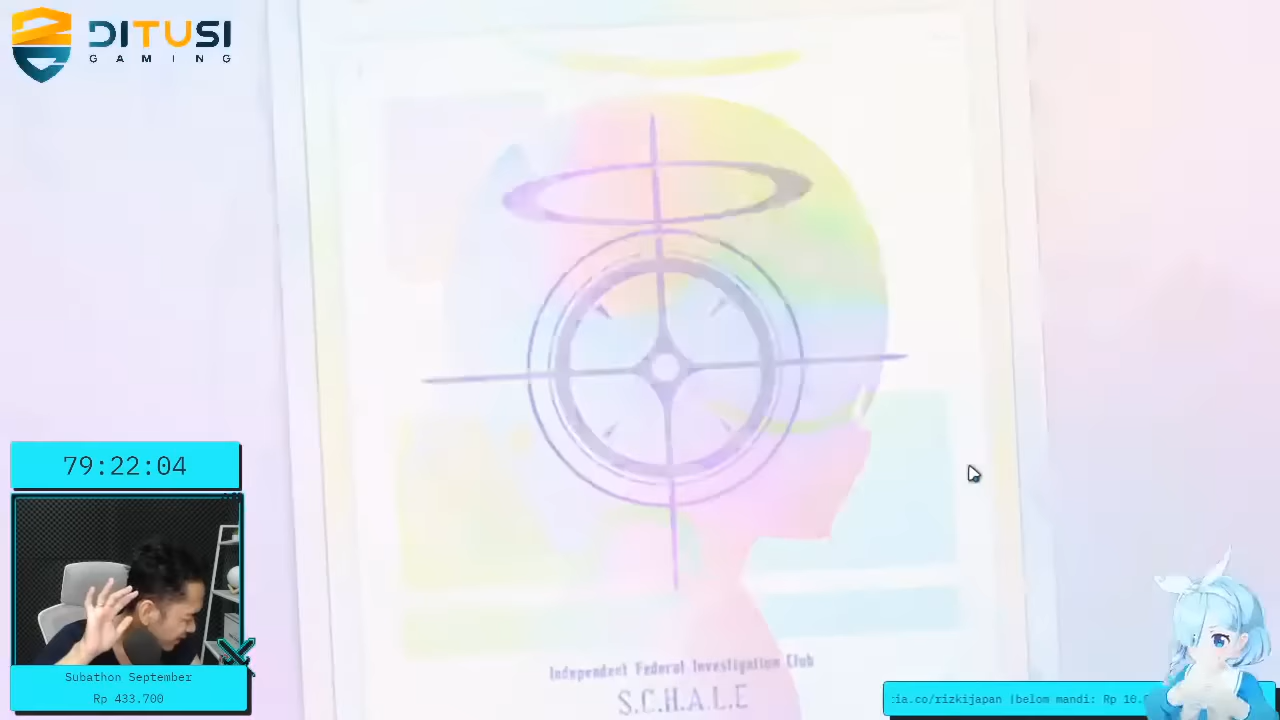 DITUSI
GAMING
Independent Federal Investigation Club
S.C.H.A.L.E
79:22:04
Subathon September
Rp 433.700
ia.co/rizkijapan |belom mandi: Rp 10.